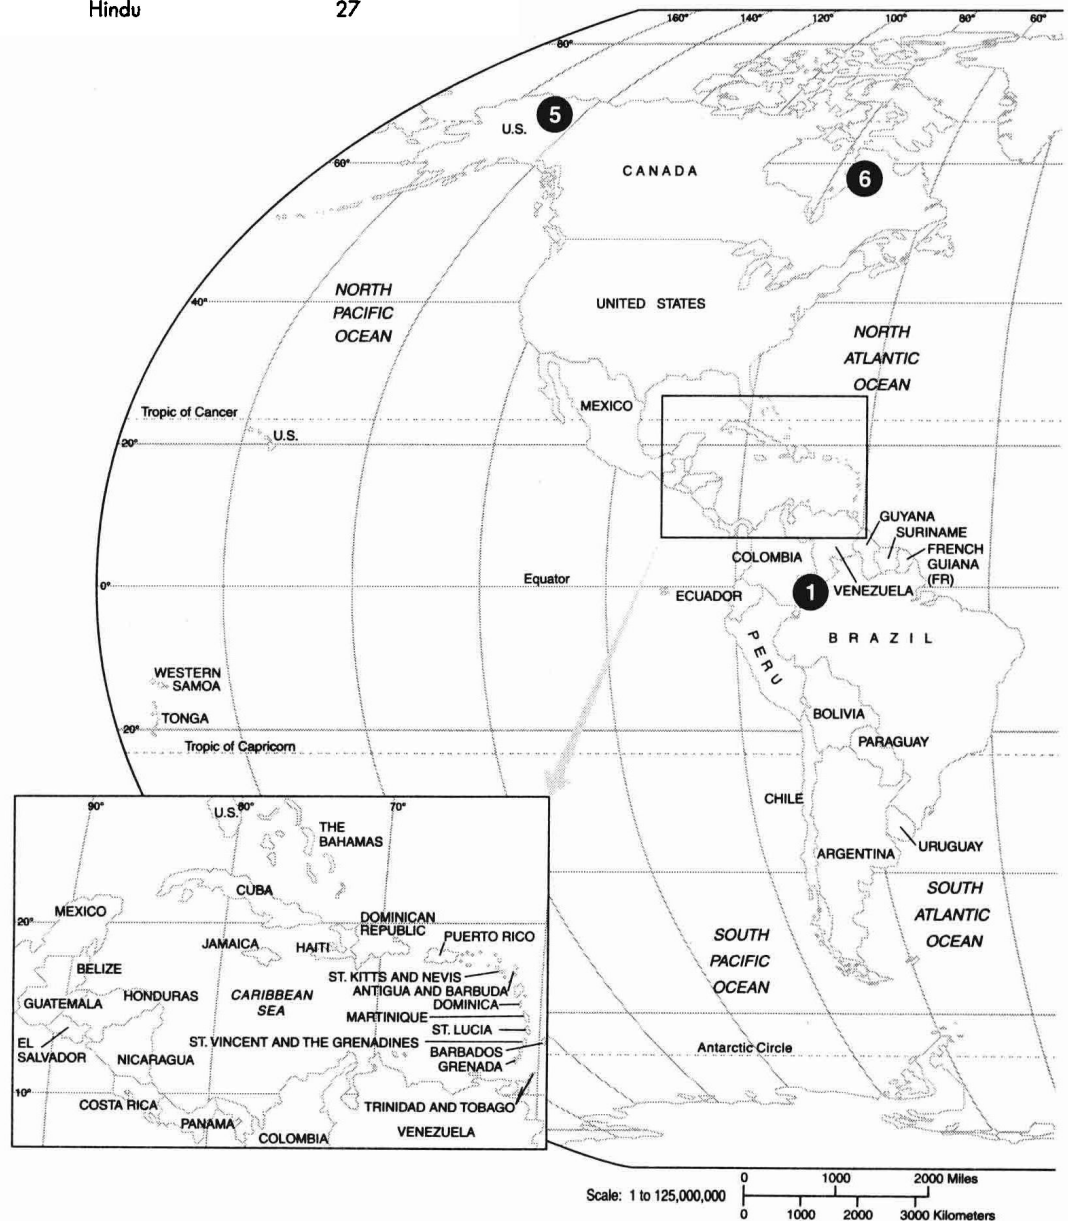 Hindu 27
160° 140° 120° 100° 80° 60°
80°
5
U.S.
60°
CANADA
6
NORTH
PACIFIC
OCEAN
40°
UNITED STATES
NORTH
ATLANTIC
OCEAN
MEXICO
Tropic of Cancer
U.S.
20°
GUYANA
SURINAME
FRENCH
GUIANA
(FR)
COLOMBIA
VENEZUELA
Equator
0°
ECUADOR
1
BRAZIL
PERU
WESTERN
SAMOA
TONGA
BOLIVIA
20°
PARAGUAY
Tropic of Capricorn
CHILE
URUGUAY
ARGENTINA
SOUTH
ATLANTIC
OCEAN
SOUTH
PACIFIC
OCEAN
Antarctic Circle
90° 80° 70°
U.S.
THE
BAHAMAS
CUBA
MEXICO
20°
DOMINICAN
REPUBLIC
PUERTO RICO
JAMAICA
HAITI
BELIZE
ST. KITTS AND NEVIS
ANTIGUA AND BARBUDA
GUATEMALA
HONDURAS
CARIBBEAN
SEA
DOMINICA
MARTINIQUE
ST. LUCIA
EL
SALVADOR
ST. VINCENT AND THE GRENADINES
NICARAGUA
BARBADOS
GRENADA
10°
COSTA RICA
TRINIDAD AND TOBAGO
PANAMA
COLOMBIA
VENEZUELA
0 1000 2000 Miles
Scale: 1 to 125,000,000
0 1000 2000 3000 Kilometers